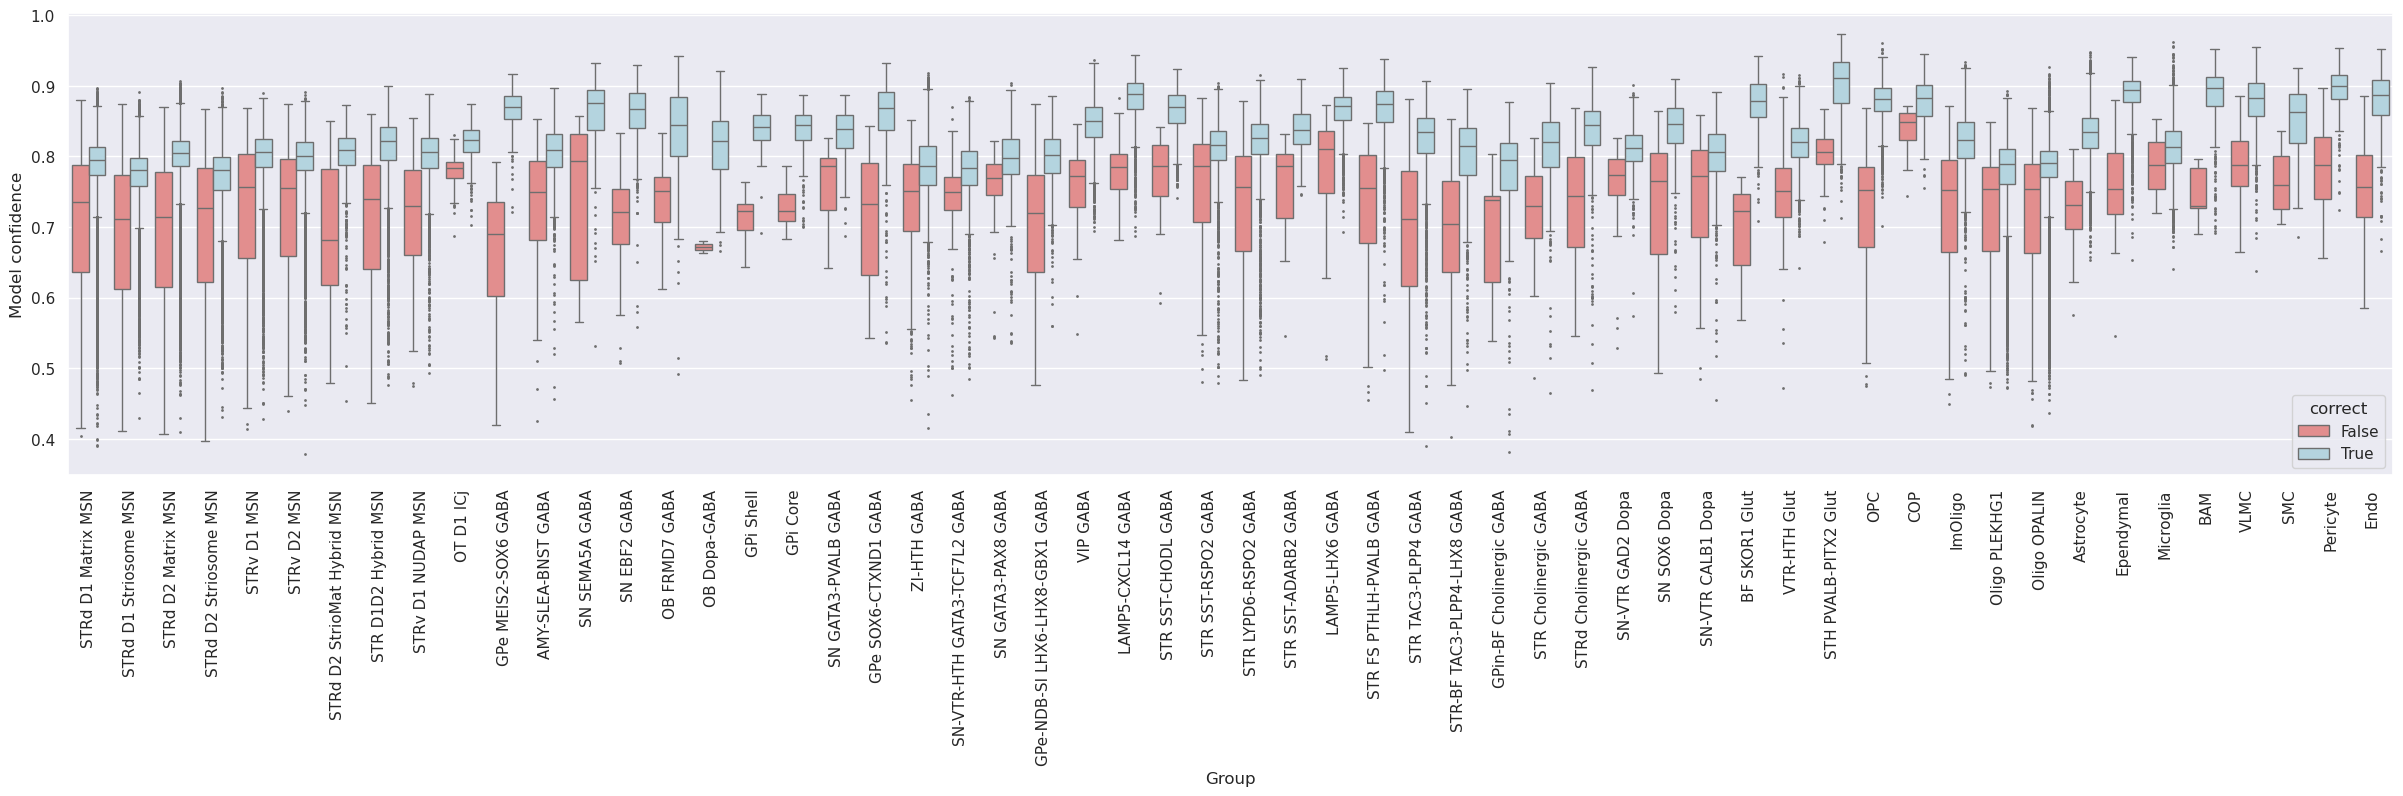 Model confidence
1.0
0.9
0.8
0.7
0.6
0.5
0.4
correct
False
True
STRd D1 Matrix MSN
STRd D1 Striosome MSN
STRd D2 Matrix MSN
STRd D2 Striosome MSN
STRv D1 MSN
STRv D2 MSN
STRd D2 StrioMat Hybrid MSN
STR D1D2 Hybrid MSN
STRv D1 NUDAP MSN
OT D1 ICj
GPe MEIS2-SOX6 GABA
AMY-SLEA-BNST GABA
SN SEMA5A GABA
SN EBF2 GABA
OB FRMD7 GABA
OB Dopa-GABA
GPi Shell
GPi Core
SN GATA3-PVALB GABA
GPe SOX6-CTXND1 GABA
ZI-HTH GABA
SN-VTR-HTH GATA3-TCF7L2 GABA
SN GATA3-PAX8 GABA
GPe-NDB-SI LHX6-LHX8-GBX1 GABA
VIP GABA
LAMP5-CXCL14 GABA
STR SST-CHODL GABA
STR SST-RSPO2 GABA
STR LYPD6-RSPO2 GABA
STR SST-ADARB2 GABA
LAMP5-LHX6 GABA
STR FS PTHLH-PVALB GABA
STR TAC3-PLPP4 GABA
STR-BF TAC3-PLPP4-LHX8 GABA
GPin-BF Cholinergic GABA
STR Cholinergic GABA
STRd Cholinergic GABA
SN-VTR GAD2 Dopa
SN SOX6 Dopa
SN-VTR CALB1 Dopa
BF SKOR1 Glut
VTR-HTH Glut
STH PVALB-PITX2 Glut
OPC
COP
ImOligo
Oligo PLEKHG1
Oligo OPALIN
Astrocyte
Ependymal
Microglia
BAM
VLMC
SMC
Pericyte
Endo
Group